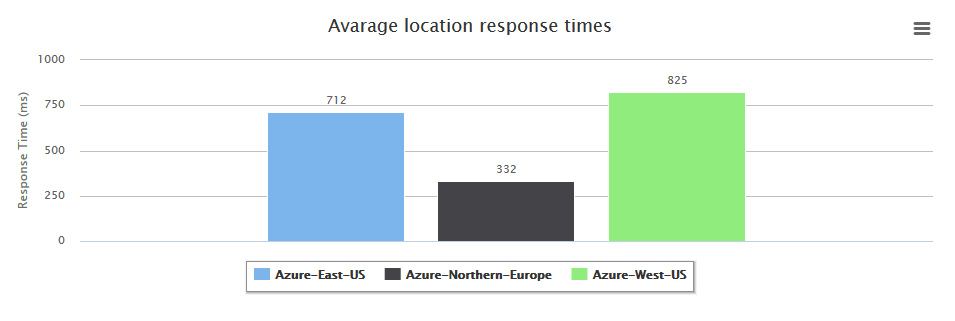 Avarage location response times
Response Time (ms)
1000
750
500
250
0
712
332
825
Azure-East-US Azure-Northern-Europe Azure-West-US